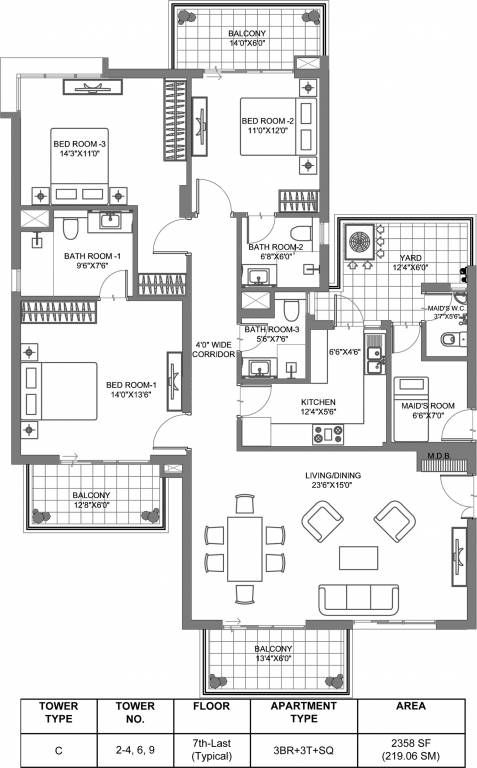 BALCONY
14'0"X6'0"
BED ROOM -3
14'3"X11'0"
BED ROOM -2
11'0"X12'0"
BATH ROOM -1
9'6"X7'6"
BATH ROOM-2
6'8"X6'0"
YARD
12'4"X6'0"
MAID'S W.C.
3'7"X5'6"
BATH ROOM-3
5'6"X7'6"
4'0" WIDE
CORRIDOR
6'6"X4'6"
BED ROOM-1
14'0"X13'6"
KITCHEN
12'4"X5'6"
MAID'S ROOM
6'6"X7'0"
M.D.B.
LIVING/DINING
23'6"X15'0"
BALCONY
12'8"X6'0"
BALCONY
13'4"X6'0"
TOWER TYPE
TOWER NO.
FLOOR
APARTMENT TYPE
AREA
C
2-4, 6, 9
7th-Last
(Typical)
3BR+3T+SQ
2358 SF
(219.06 SM)